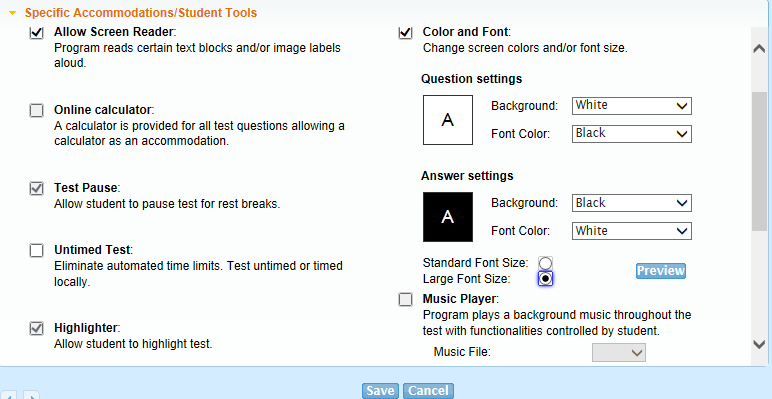 Specific Accommodations/Student Tools
Allow Screen Reader:
Program reads certain text blocks and/or image labels
aloud.
Online calculator:
A calculator is provided for all test questions allowing a
calculator as an accommodation.
Test Pause:
Allow student to pause test for rest breaks.
Untimed Test:
Eliminate automated time limits. Test untimed or timed
locally.
Highlighter:
Allow student to highlight test.
Color and Font:
Change screen colors and/or font size.
Question settings
A
Background: White
Font Color: Black
Answer settings
A
Background: Black
Font Color: White
Standard Font Size:
Large Font Size:
Preview
Music Player:
Program plays a background music throughout the
test with functionalities controlled by student.
Music File:
Save Cancel